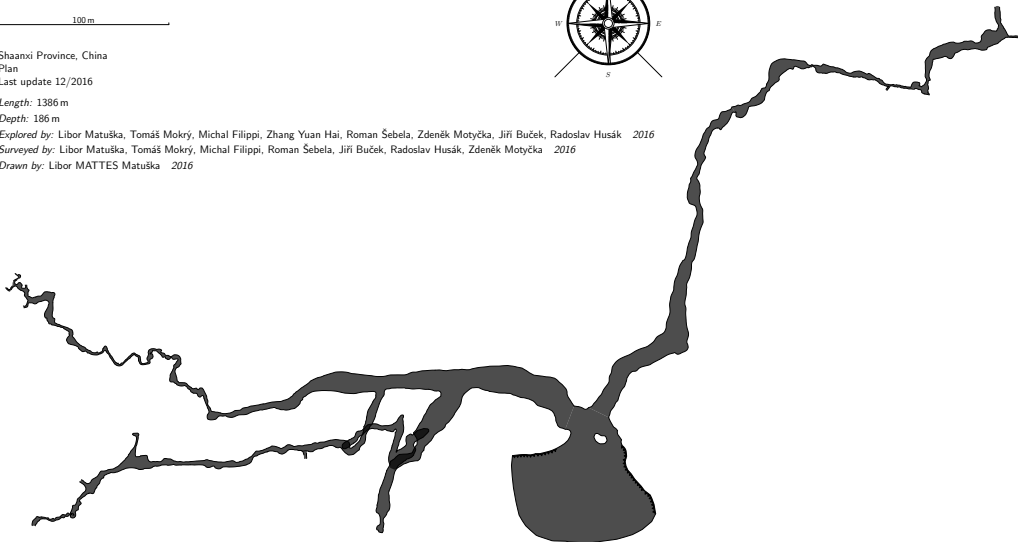 100 m
W
E
S
Shaanxi Province, China
Plan
Last update 12/2016
Length: 1386 m
Depth: 186 m
Explored by: Libor Matuška, Tomáš Mokrý, Michal Filippi, Zhang Yuan Hai, Roman Šebela, Zdeněk Motyčka, Jiří Buček, Radoslav Husák 2016
Surveyed by: Libor Matuška, Tomáš Mokrý, Michal Filippi, Roman Šebela, Jiří Buček, Radoslav Husák, Zdeněk Motyčka 2016
Drawn by: Libor MATTES Matuška 2016